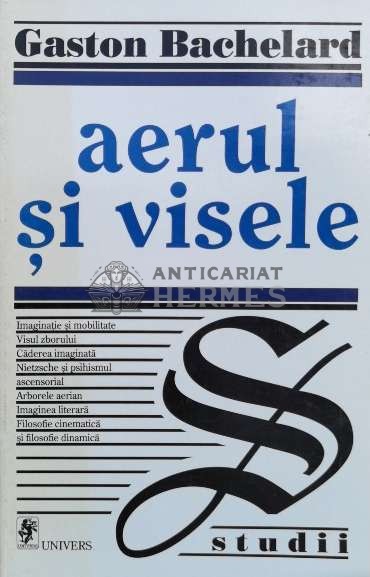 Gaston Bachelard
aerul
și visele
ANTICARIAT
HERMES
Imaginație și mobilitate
Visul zborului
Căderea imaginată
Nietzsche și psihismul
ascensorial
Arborele aerian
Imaginea literară
Filosofie cinematică
și filosofie dinamică
S
UNIVERS
studii